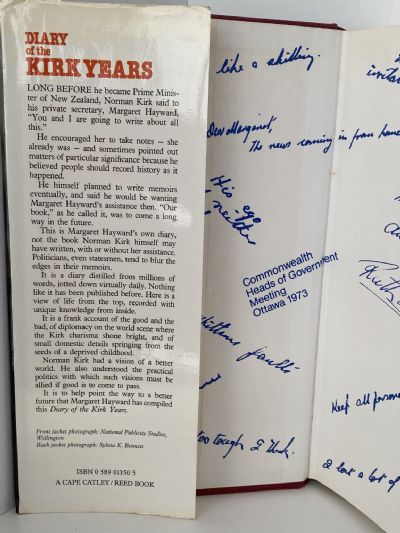 DIARY
of the
KIRK YEARS
LONG BEFORE he became Prime Minis-
ter of New Zealand, Norman Kirk said to
his private secretary, Margaret Hayward,
"You and I are going to write about all
this."
He encouraged her to take notes — she
already was — and sometimes pointed out
matters of particular significance because he
believed people should record history as it
happened.
He himself planned to write memoirs
eventually, and said he would be wanting
Margaret Hayward's assistance then. "Our
book," as he called it, was to come a long
way in the future.
This is Margaret Hayward's own diary,
not the book Norman Kirk himself may
have written, with or without her assistance.
Politicians, even statesmen, tend to blur the
edges in their memoirs.
It is a diary distilled from millions of
words, jotted down virtually daily. Nothing
like it has been published before. Here is a
view of life from the top, recorded with
unique knowledge from inside.
It is a frank account of the good and the
bad, of diplomacy on the world scene where
the Kirk charisma shone bright, and of
small domestic details springing from the
seeds of a deprived childhood.
Norman Kirk had a vision of a better
world. He also understood the practical
politics with which such visions must be
allied if good is to come to pass.
It is to help point the way to a better
future that Margaret Hayward has compiled
this Diary of the Kirk Years.
Front jacket photograph: National Publicity Studios,
Wellington
Back jacket photograph: Sylvia K. Bennett
ISBN 0 589 01350 5
A CAPE CATLEY / REED BOOK
like a shilling.
Dear Margaret,
The news coming in from home
His ego
Commonwealth
Heads of Government
Meeting
Ottawa 1973
too tough I think.
Keep all
a lot of